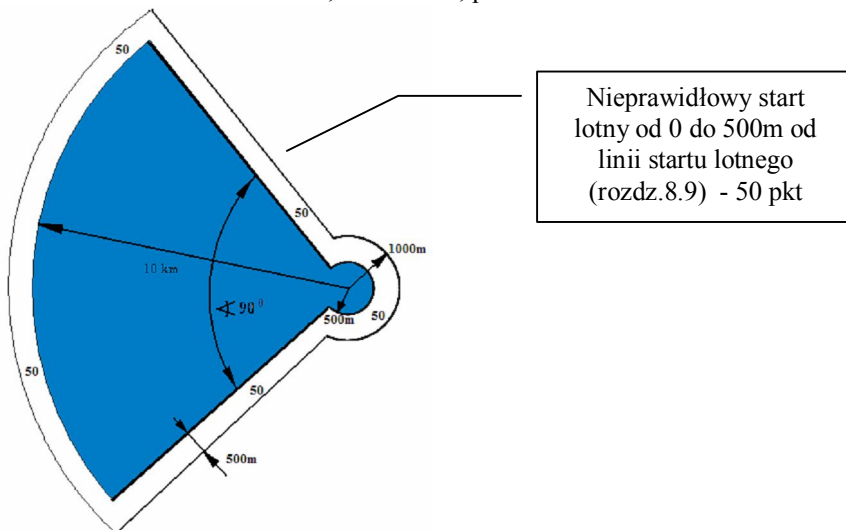 50
50
1000m
10 km
∢ 90⁰
500m
50
50
50
500m
Nieprawidłowy start
lotny od 0 do 500m od
linii startu lotnego
(rozdz.8.9) - 50 pkt